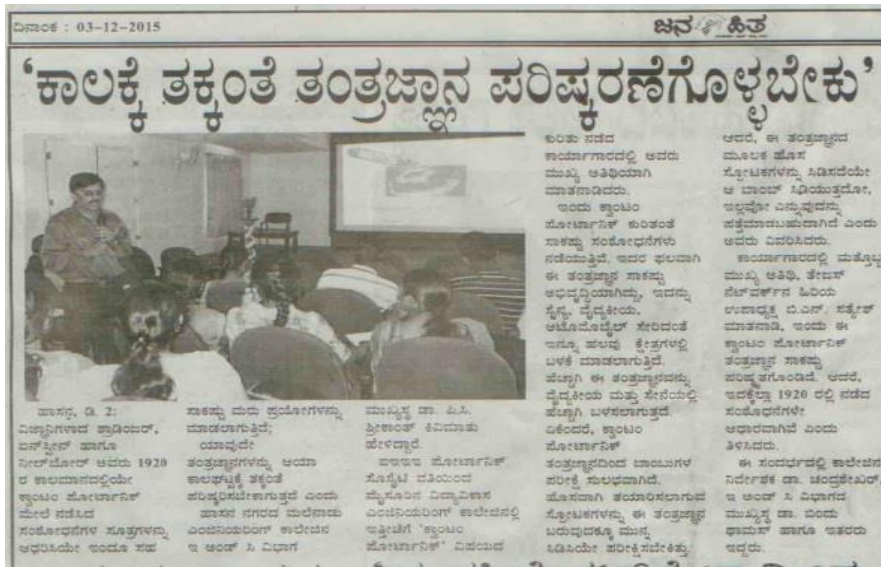 ದಿನಾಂಕ : 03-12-2015
ಜನ ಹಿತ
‘ಕಾಲಕ್ಕೆ ತಕ್ಕಂತೆ ತಂತ್ರಜ್ಞಾನ ಪರಿಷ್ಕರಣೆಗೊಳ್ಳಬೇಕು’
ಹಾಸನ, ಡಿ. 2:
ವಿಜ್ಞಾನಿಗಳಾದ ಶ್ರಾಡಿಂಜರ್,
ಐನ್‌ಸ್ಟೀನ್ ಹಾಗೂ
ನೀಲ್‌ಬೋರ್ ಅವರು 1920
ರ ಕಾಲಮಾನದಲ್ಲಿಯೇ
ಕ್ವಾಂಟಂ ಪೋರ್ಟಾನಿಕ್
ಮೇಲೆ ನಡೆಸಿದ
ಸಂಶೋಧನೆಗಳ ಸೂತ್ರಗಳನ್ನು
ಆಧರಿಸಿಯೇ ಇಂದೂ ಸಹ
ಸಾಕಷ್ಟು ಮರು ಪ್ರಯೋಗಳನ್ನು
ಮಾಡಲಾಗುತ್ತಿದೆ;
ಯಾವುದೇ
ತಂತ್ರಜ್ಞಾನಗಳನ್ನು ಆಯಾ
ಕಾಲಘಟ್ಟಕ್ಕೆ ತಕ್ಕಂತೆ
ಪರಿಷ್ಕರಿಸಬೇಕಾಗುತ್ತದೆ ಎಂದು
ಹಾಸನ ನಗರದ ಮಲೆನಾಡು
ಎಂಜಿನಿಯರಿಂಗ್ ಕಾಲೇಜಿನ
ಇ ಅಂಡ್ ಸಿ ವಿಭಾಗ
ಮುಖ್ಯಸ್ಥ ಡಾ. ಪಿ.ಸಿ.
ಶ್ರೀಕಾಂತ್ ಕಿವಿಮಾತು
ಹೇಳಿದ್ದಾರೆ.
ಐಇಇಇ ಪೋರ್ಟಾನಿಕ್
ಸೊಸೈಟಿ ವತಿಯಿಂದ
ಮೈಸೂರಿನ ವಿದ್ಯಾವಿಕಾಸ
ಎಂಜಿನಿಯರಿಂಗ್ ಕಾಲೇಜಿನಲ್ಲಿ
ಇತ್ತೀಚೆಗೆ ‘ಕ್ವಾಂಟಂ
ಪೋರ್ಟಾನಿಕ್’ ವಿಷಯದ
ಕುರಿತು ನಡೆದ
ಕಾರ್ಯಾಗಾರದಲ್ಲಿ ಅವರು
ಮುಖ್ಯ ಅತಿಥಿಯಾಗಿ
ಮಾತನಾಡಿದರು.
ಇಂದು ಕ್ವಾಂಟಂ
ಪೋರ್ಟಾನಿಕ್ ಕುರಿತಂತೆ
ಸಾಕಷ್ಟು ಸಂಶೋಧನೆಗಳು
ನಡೆಯುತ್ತಿವೆ. ಇದರ ಫಲವಾಗಿ
ಈ ತಂತ್ರಜ್ಞಾನ ಸಾಕಷ್ಟು
ಅಭಿವೃದ್ಧಿಯಾಗಿದ್ದು, ಇದನ್ನು
ಸೈನ್ಯ, ವೈದ್ಯಕೀಯ,
ಆಟೊಮೊಬೈಲ್ ಸೇರಿದಂತೆ
ಇನ್ನೂ ಹಲವು ಕ್ಷೇತ್ರಗಳಲ್ಲಿ
ಬಳಕೆ ಮಾಡಲಾಗುತ್ತಿದೆ.
ಹೆಚ್ಚಾಗಿ ಈ ತಂತ್ರಜ್ಞಾನವನ್ನು
ವೈದ್ಯಕೀಯ ಮತ್ತು ಸೇನೆಯಲ್ಲಿ
ಹೆಚ್ಚಾಗಿ ಬಳಸಲಾಗುತ್ತದೆ.
ಏಕೆಂದರೆ, ಕ್ವಾಂಟಂ
ಪೋರ್ಟಾನಿಕ್
ತಂತ್ರಜ್ಞಾನದಿಂದ ಬಾಂಬುಗಳ
ಪರೀಕ್ಷೆ ಸುಲಭವಾಗಿದೆ.
ಹೊಸದಾಗಿ ತಯಾರಿಸಲಾಗುವ
ಸ್ಫೋಟಕಗಳನ್ನು ಈ ತಂತ್ರಜ್ಞಾನ
ಬರುವುದಕ್ಕೂ ಮುನ್ನ
ಸಿಡಿಸಿಯೇ ಪರೀಕ್ಷಿಸಬೇಕಿತ್ತು.
ಆದರೆ, ಈ ತಂತ್ರಜ್ಞಾನದ
ಮೂಲಕ ಹೊಸ
ಸ್ಫೋಟಕಗಳನ್ನು ಸಿಡಿಸದೆಯೇ
ಆ ಬಾಂಬ್ ಸಿಡಿಯುತ್ತದೋ,
ಇಲ್ಲವೋ ಎನ್ನುವುದನ್ನು
ಪತ್ತೆಮಾಡಬಹುದಾಗಿದೆ ಎಂದು
ಅವರು ವಿವರಿಸಿದರು.
ಕಾರ್ಯಾಗಾರದಲ್ಲಿ ಮತ್ತೊಬ್ಬ
ಮುಖ್ಯ ಅತಿಥಿ, ತೇಜಸ್
ನೆಟ್‌ವರ್ಕ್‌ನ ಹಿರಿಯ
ಉಪಾಧ್ಯಕ್ಷ ಬಿ.ಎನ್. ಸತ್ಯೇಶ್
ಮಾತನಾಡಿ, ಇಂದು ಈ
ಕ್ವಾಂಟಂ ಪೋರ್ಟಾನಿಕ್
ತಂತ್ರಜ್ಞಾನ ಸಾಕಷ್ಟು
ಪರಿಷ್ಕೃತಗೊಂಡಿದೆ. ಆದರೆ,
ಇದಕ್ಕೆಲ್ಲಾ 1920 ರಲ್ಲಿ ನಡೆದ
ಸಂಶೋಧನೆಗಳೇ
ಆಧಾರವಾಗಿವೆ ಎಂದು
ತಿಳಿಸಿದರು.
ಈ ಸಂದರ್ಭದಲ್ಲಿ ಕಾಲೇಜಿನ
ನಿರ್ದೇಶಕ ಡಾ. ಚಂದ್ರಶೇಖರ್,
ಇ ಅಂಡ್ ಸಿ ವಿಭಾಗದ
ಮುಖ್ಯಸ್ಥ ಡಾ. ಬಿಂದು
ಥಾಮಸ್ ಹಾಗೂ ಇತರರು
ಇದ್ದರು.